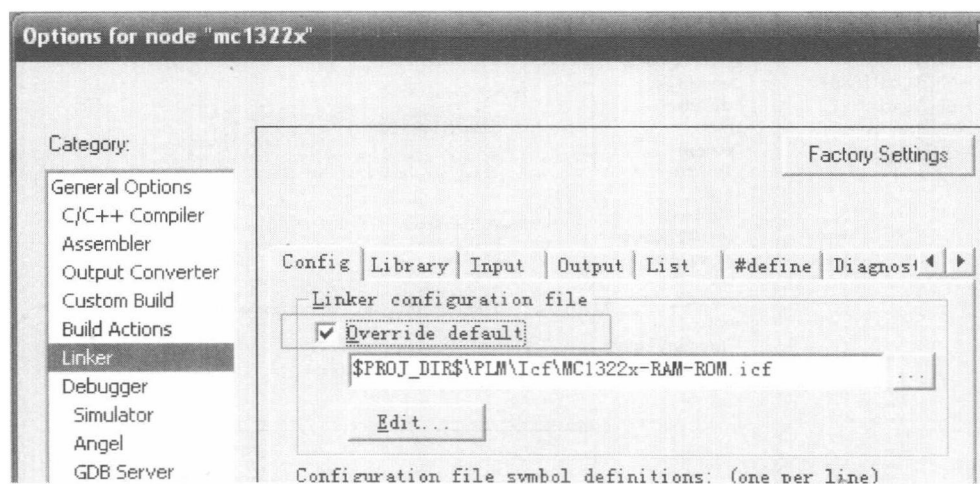 Options for node "mc1322x"
Category:
Factory Settings
General Options
C/C++ Compiler
Assembler
Output Converter
Custom Build
Build Actions
Linker
Debugger
Simulator
Angel
GDB Server
Config Library Input Output List #define Diagnost
Linker configuration file
Override default
$PROJ_DIR$\PLM\Icf\MC1322x-RAM-ROM.icf
...
Edit...
Configuration file symbol definitions: (one per line)